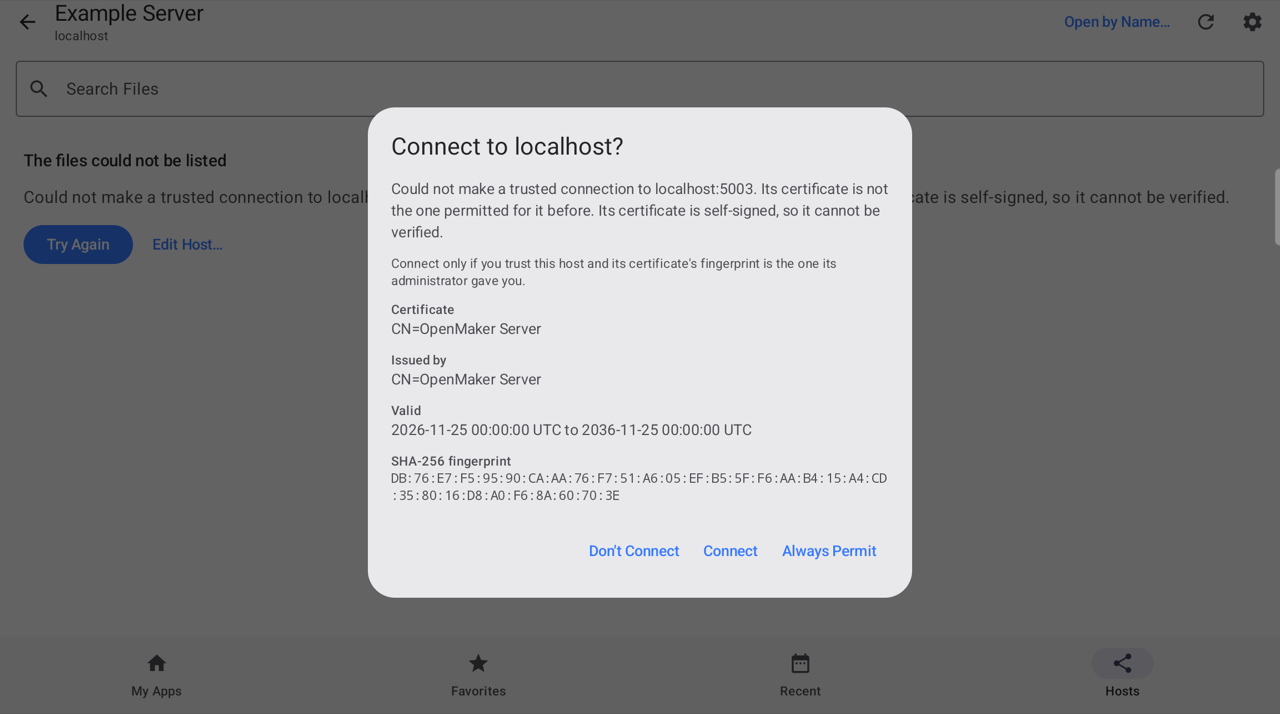 Example Server
localhost
Open by Name...
Search Files
The files could not be listed
Could not make a trusted connection to local
cate is self-signed, so it cannot be verified.
Try Again
Edit Host...
Connect to localhost?
Could not make a trusted connection to localhost:5003. Its certificate is not
the one permitted for it before. Its certificate is self-signed, so it cannot be
verified.
Connect only if you trust this host and its certificate's fingerprint is the one its
administrator gave you.
Certificate
CN=OpenMaker Server
Issued by
CN=OpenMaker Server
Valid
2026-11-25 00:00:00 UTC to 2036-11-25 00:00:00 UTC
SHA-256 fingerprint
DB:76:E7:F5:95:90:CA:AA:76:F7:51:A6:05:EF:B5:5F:F6:AA:B4:15:A4:CD
:35:80:16:D8:A0:F6:8A:60:70:3E
Don't Connect
Connect
Always Permit
My Apps
Favorites
Recent
Hosts